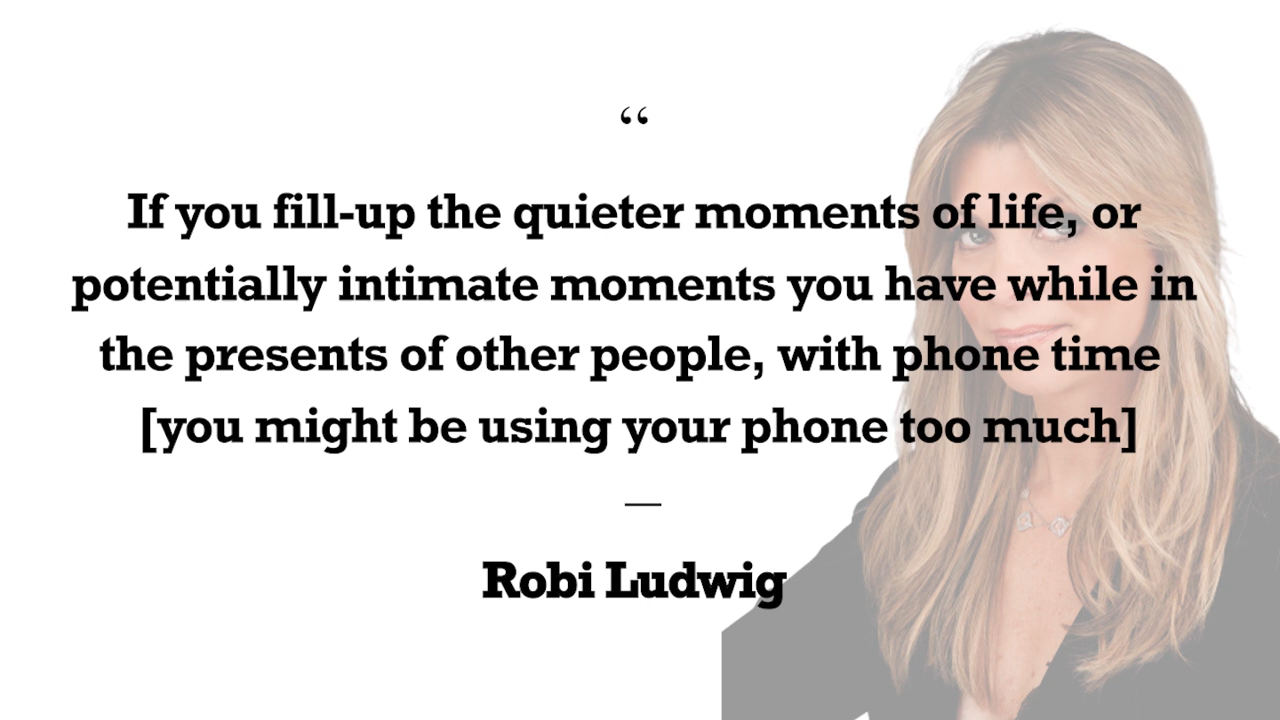 “
If you fill-up the quieter moments of life, or
potentially intimate moments you have while in
the presents of other people, with phone time
[you might be using your phone too much]
—
Robi Ludwig